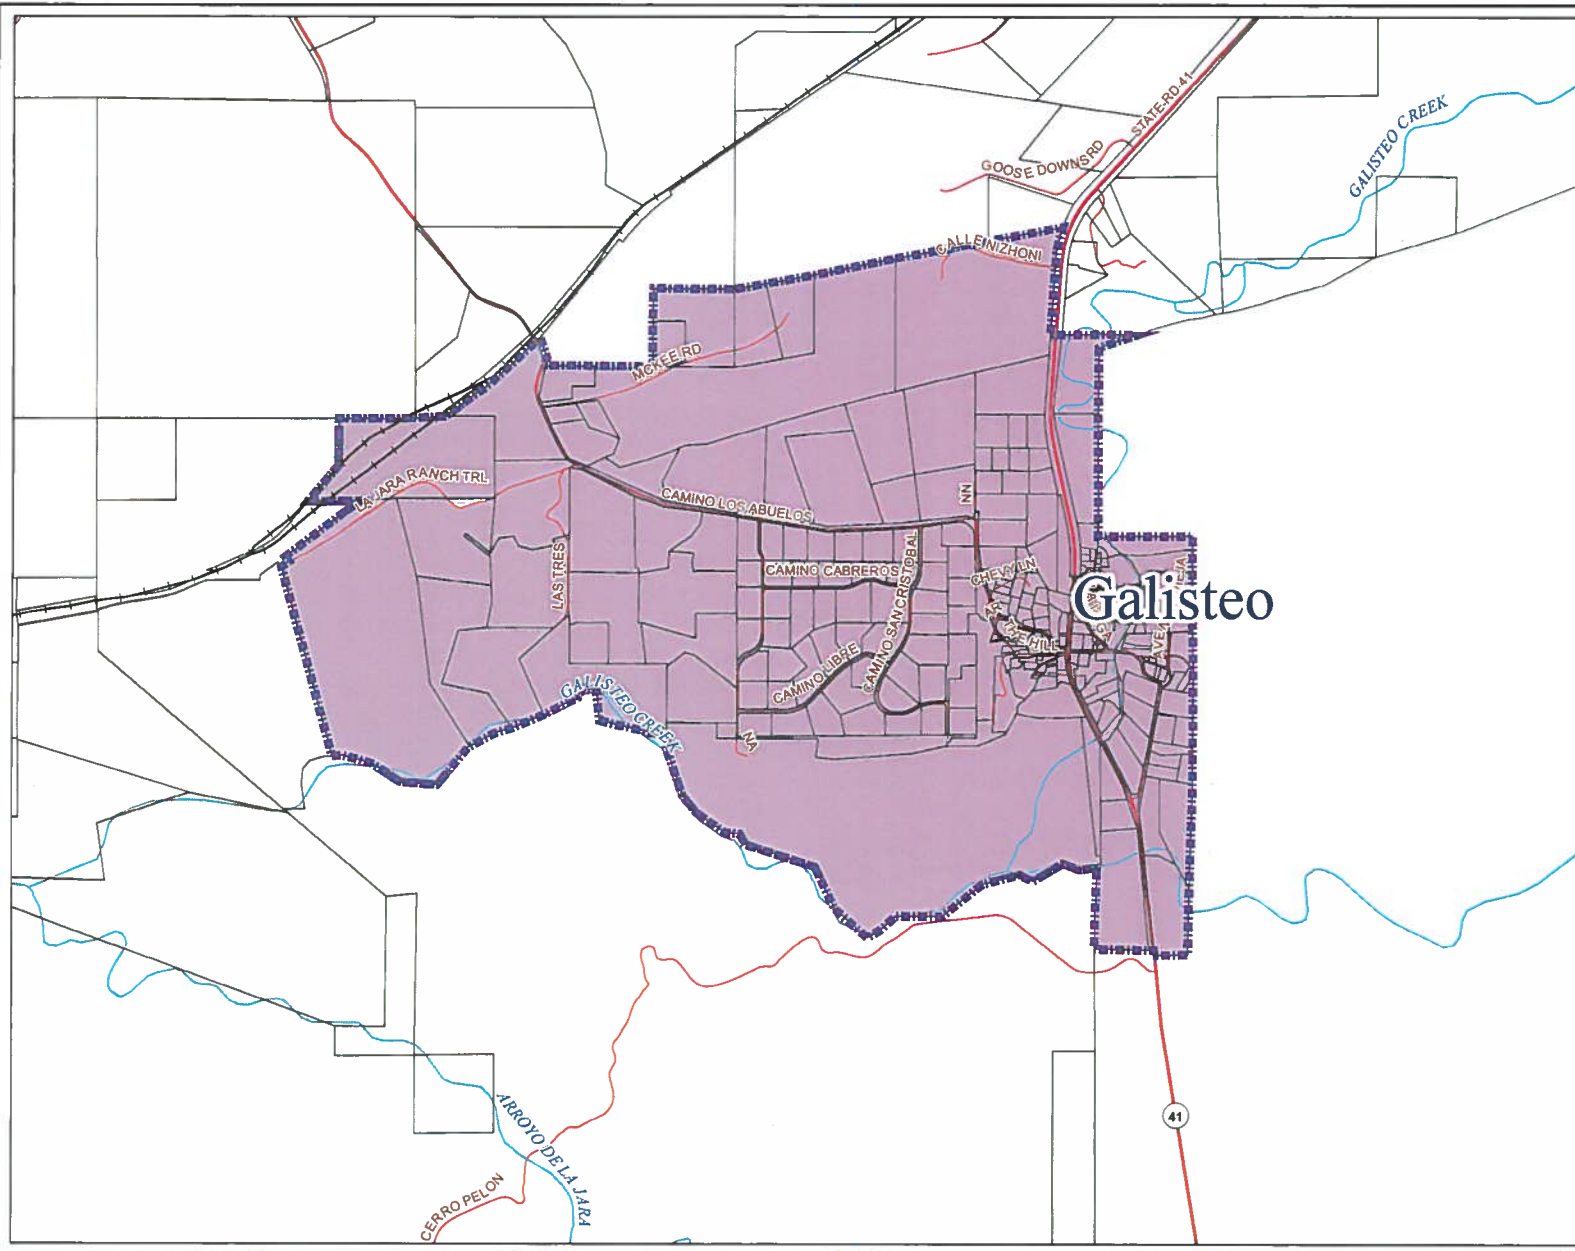 STATE RD 41
GALISTEO CREEK
GOOSE DOWNS RD
CALLE NIZHONI
MCKEE RD
LA JARA RANCH TRL
CAMINO LOS ABUELOS
NN
LAS TRES
CAMINO CABREROS
CAMINO SAN CRISTOBAL
CHEVY LN
Galisteo
THE HILL
CAMINO LIBRE
GALISTEO CREEK
NA
41
ARROYO DE LA JARA
CERRO PELON